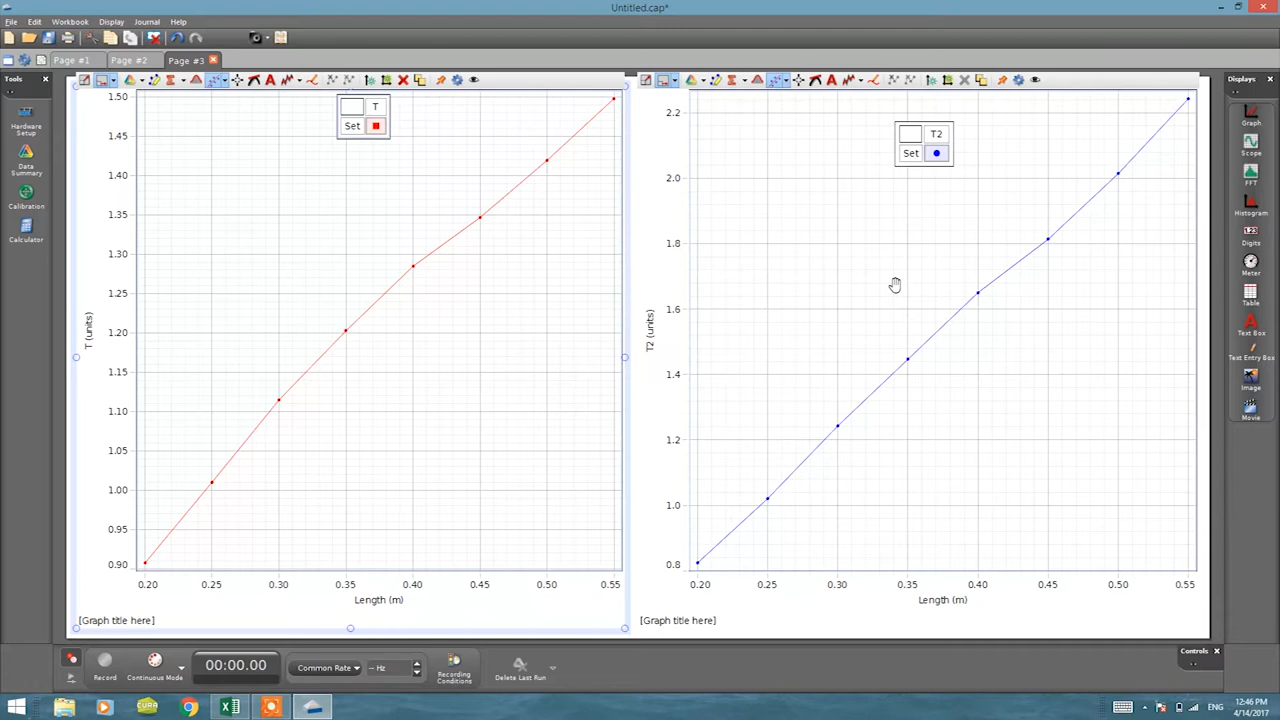 Untitled.cap*
File Edit Workbook Display Journal Help
Page #1 Page #2 Page #3
Tools
Hardware Setup
Data Summary
Calibration
Calculator
1.50
1.45
1.40
1.35
1.30
1.25
1.20
1.15
1.10
1.05
1.00
0.95
0.90
T (units)
T
Set
0.20 0.25 0.30 0.35 0.40 0.45 0.50 0.55
Length (m)
[Graph title here]
2.2
2.0
1.8
1.6
1.4
1.2
1.0
0.8
T2 (units)
T2
Set
0.20 0.25 0.30 0.35 0.40 0.45 0.50 0.55
Length (m)
[Graph title here]
Displays
Graph
Scope
FFT
Histogram
1.23
Digits
Meter
Table
Text Box
Text Entry Box
Image
Movie
Record
Continuous Mode
00:00.00
Common Rate
-- Hz
Recording Conditions
Delete Last Run
Controls
CURA
ENG
12:46 PM
4/14/2017